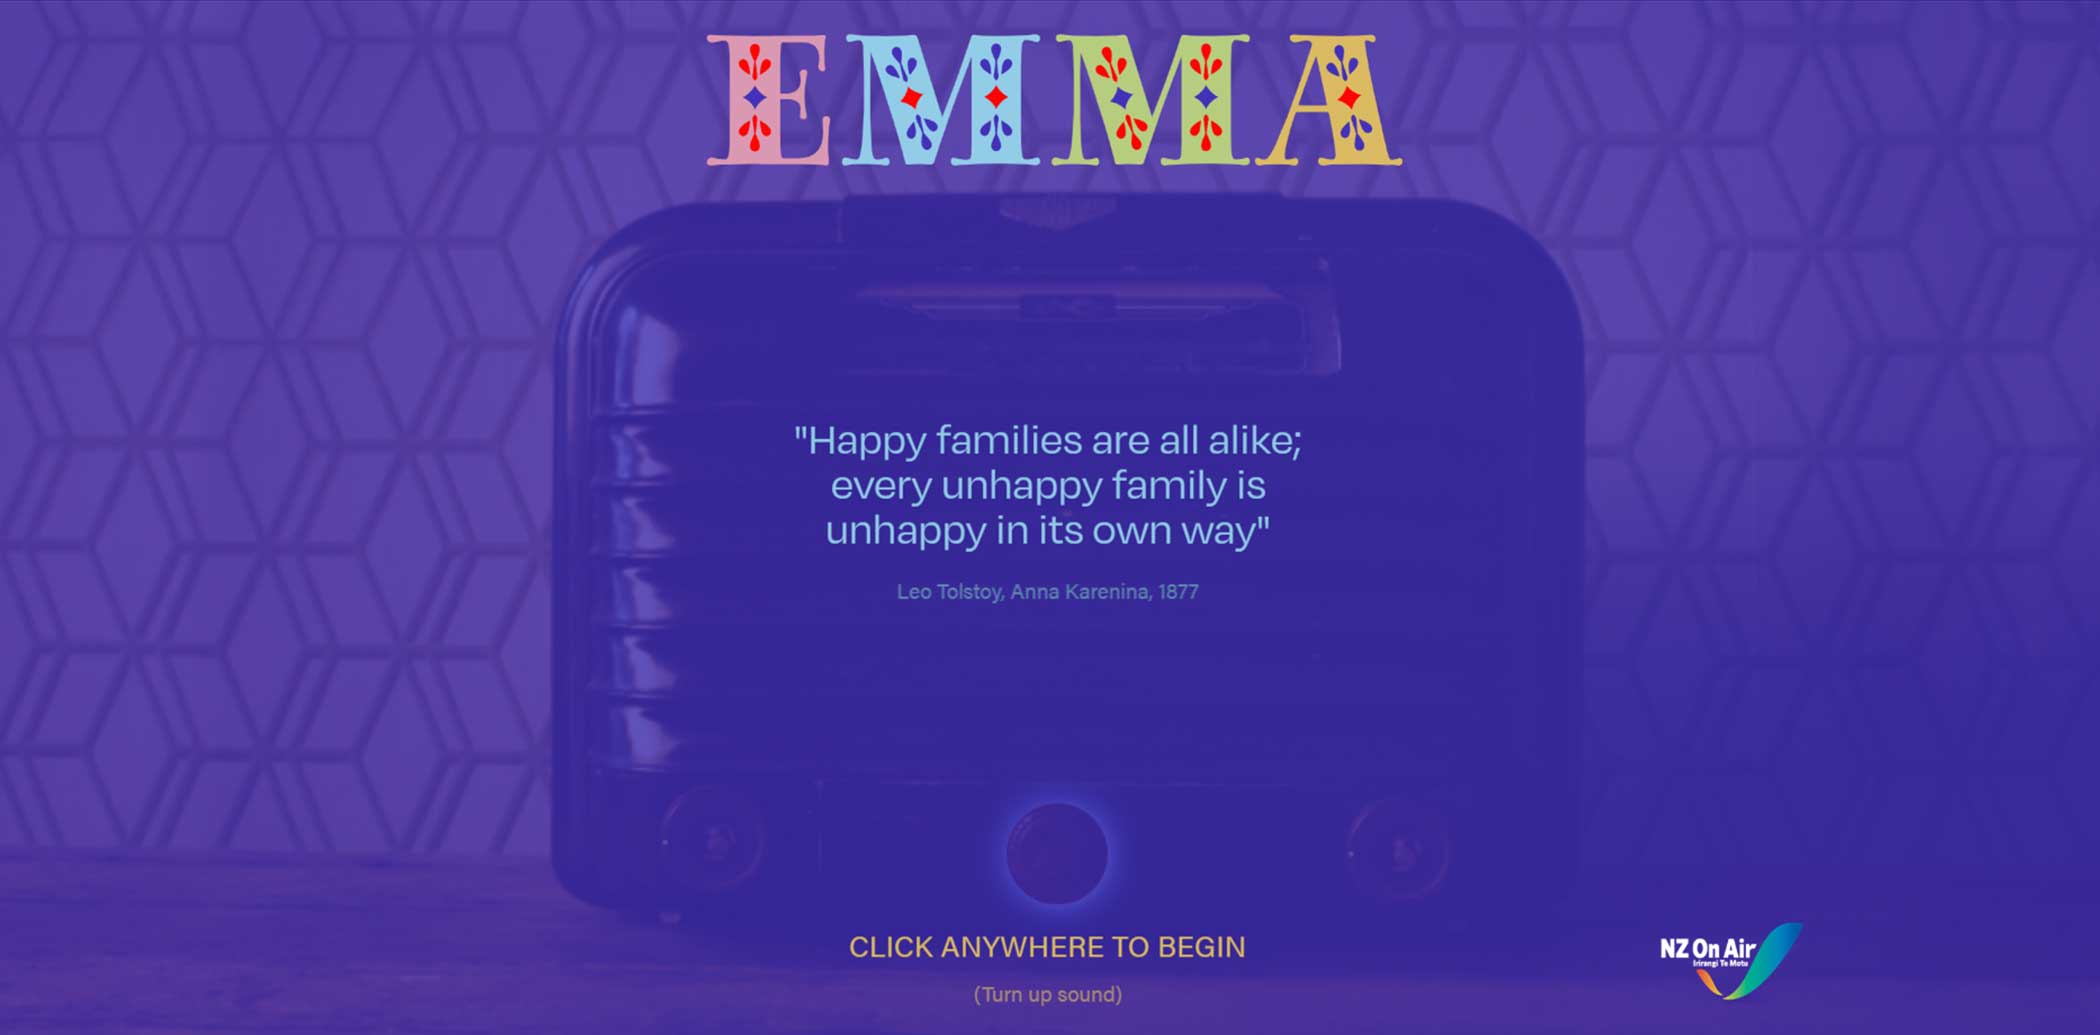 EMMA
"Happy families are all alike;
every unhappy family is
unhappy in its own way"
Leo Tolstoy, Anna Karenina, 1877
CLICK ANYWHERE TO BEGIN
(Turn up sound)
NZ On Air
Irirangi Te Motu